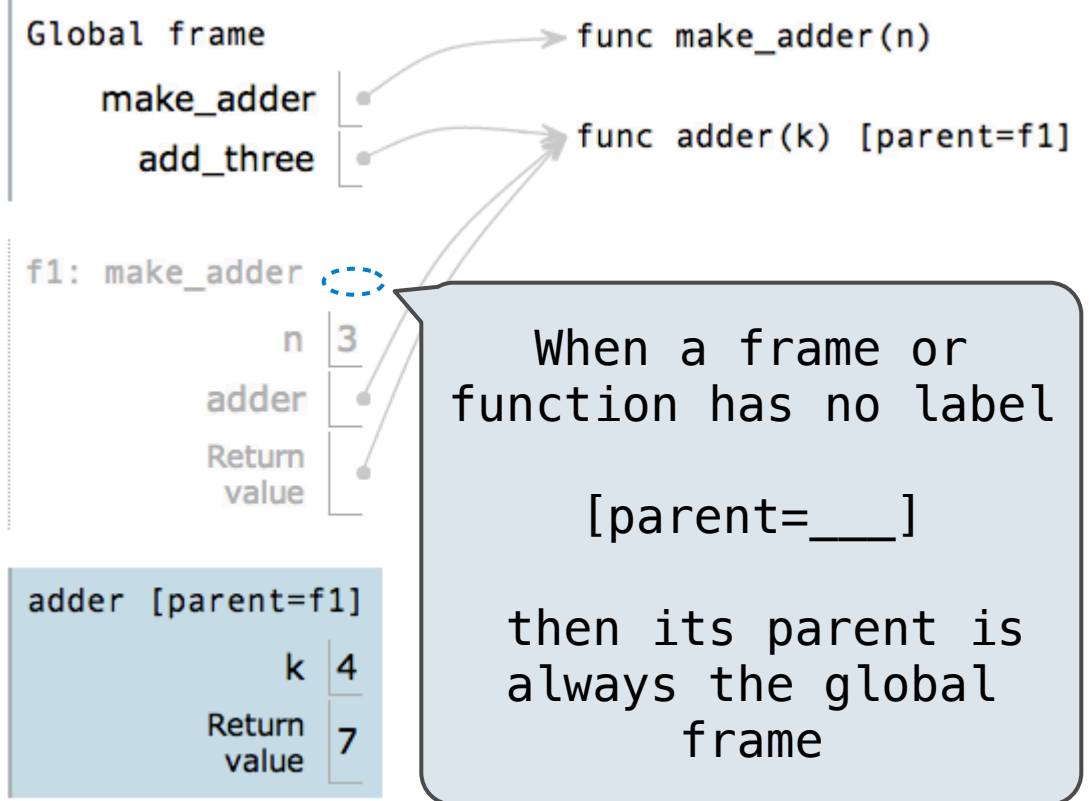 Global frame
make_adder
add_three
func make_adder(n)
func adder(k) [parent=f1]
f1: make_adder
n 3
adder
Return
value
adder [parent=f1]
k 4
Return
value 7
When a frame or
function has no label
[parent=___]
then its parent is
always the global
frame